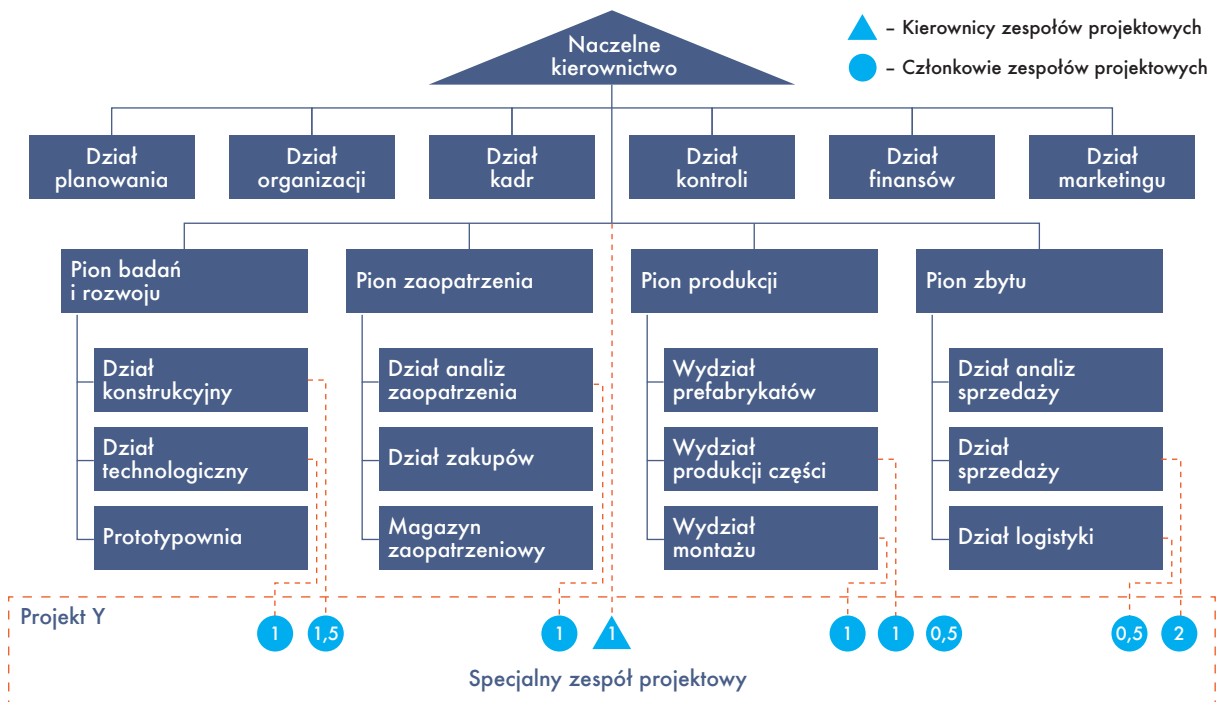 Naczelne
kierownictwo
– Kierownicy zespołów projektowych
– Członkowie zespołów projektowych
Dział
planowania
Dział
organizacji
Dział
kadr
Dział
kontroli
Dział
finansów
Dział
marketingu
Pion badań
i rozwoju
Pion zaopatrzenia
Pion produkcji
Pion zbytu
Dział
konstrukcyjny
Dział analiz
zaopatrzenia
Wydział
prefabrykatów
Dział analiz
sprzedaży
Dział
technologiczny
Dział zakupów
Wydział
produkcji części
Dział
sprzedaży
Prototypownia
Magazyn
zaopatrzeniowy
Wydział
montażu
Dział logistyki
Projekt Y
1 1,5 1 1 1 1 0,5 0,5 2
Specjalny zespół projektowy